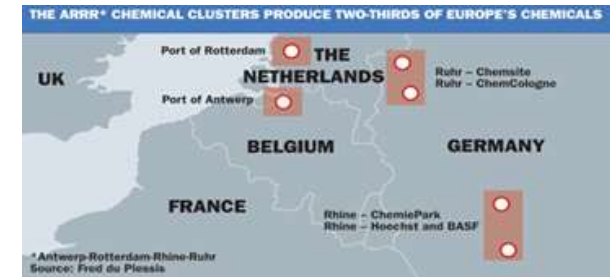 THE ARRR* CHEMICAL CLUSTERS PRODUCE TWO-THIRDS OF EUROPE'S CHEMICALS
Port of Rotterdam
THE
NETHERLANDS
UK
Ruhr – Chemsite
Ruhr – ChemCologne
Port of Antwerp
BELGIUM
GERMANY
FRANCE
Rhine – ChemiePark
Rhine – Hoechst and BASF
*Antwerp-Rotterdam-Rhine-Ruhr
Source: Fred du Plessis